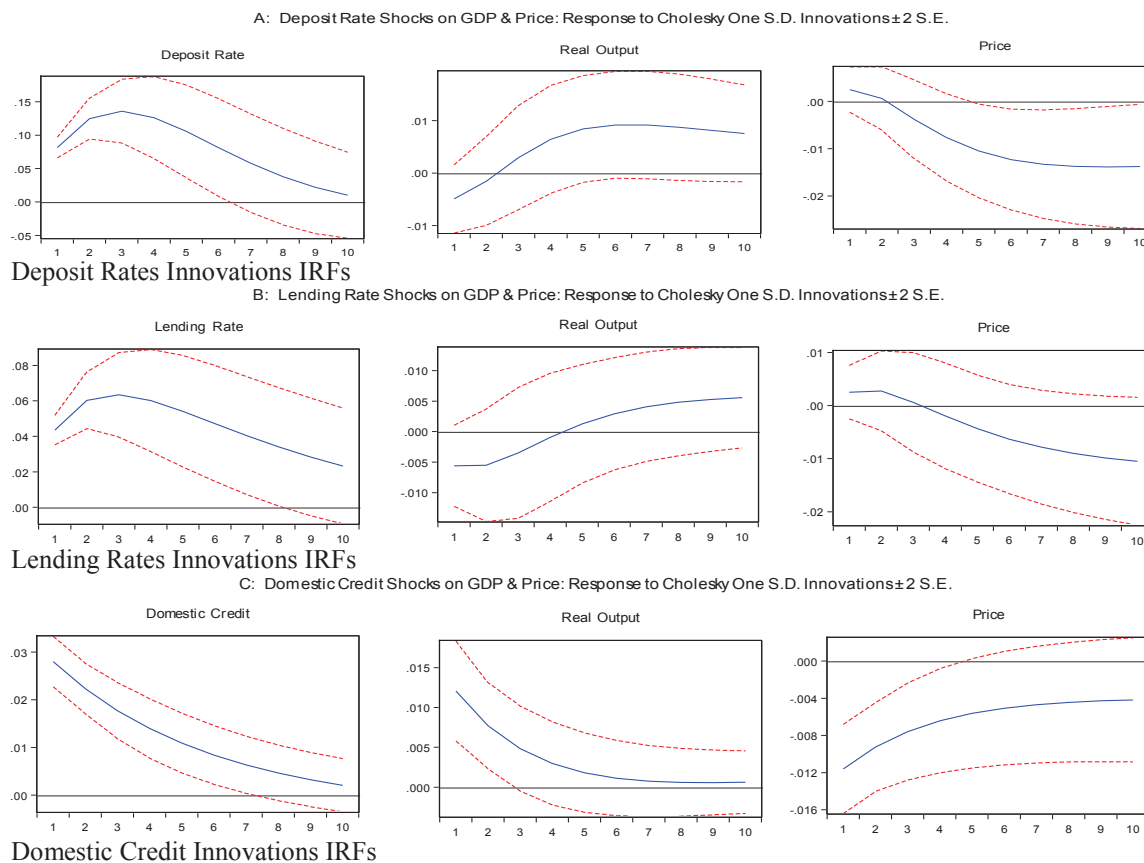 A: Deposit Rate Shocks on GDP & Price: Response to Cholesky One S.D. Innovations±2 S.E.
Deposit Rate
Real Output
Price
.15
.10
.05
.00
-.05
1 2 3 4 5 6 7 8 9 10
.01
.00
-.01
1 2 3 4 5 6 7 8 9 10
.00
-.01
-.02
1 2 3 4 5 6 7 8 9 10
Deposit Rates Innovations IRFs
B: Lending Rate Shocks on GDP & Price: Response to Cholesky One S.D. Innovations±2 S.E.
Lending Rate
Real Output
Price
.08
.06
.04
.02
.00
1 2 3 4 5 6 7 8 9 10
.010
.005
.000
-.005
-.010
1 2 3 4 5 6 7 8 9 10
.01
.00
-.01
-.02
1 2 3 4 5 6 7 8 9 10
Lending Rates Innovations IRFs
C: Domestic Credit Shocks on GDP & Price: Response to Cholesky One S.D. Innovations±2 S.E.
Domestic Credit
Real Output
Price
.03
.02
.01
.00
1 2 3 4 5 6 7 8 9 10
.015
.010
.005
.000
1 2 3 4 5 6 7 8 9 10
.000
-.004
-.008
-.012
-.016
1 2 3 4 5 6 7 8 9 10
Domestic Credit Innovations IRFs